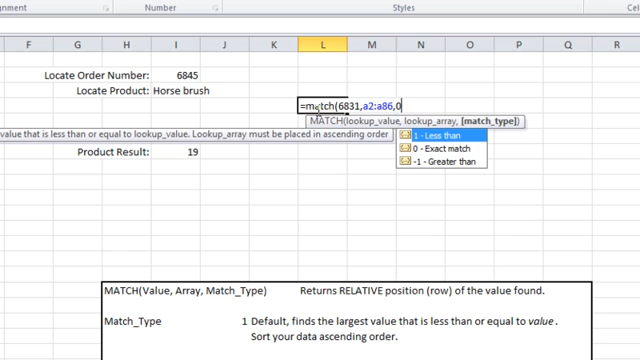 gnment
Number
Styles
Cel
F G H I J K L M N O P Q
Locate Order Number: 6845
Locate Product: Horse brush
=match(6831,a2:a86,0
MATCH(lookup_value, lookup_array, [match_type])
value that is less than or equal to lookup_value. Lookup_array must be placed in ascending order
1 - Less than
0 - Exact match
-1 - Greater than
Product Result: 19
MATCH(Value, Array, Match_Type) Returns RELATIVE position (row) of the value found.
Match_Type 1 Default, finds the largest value that is less than or equal to value.
Sort your data ascending order.